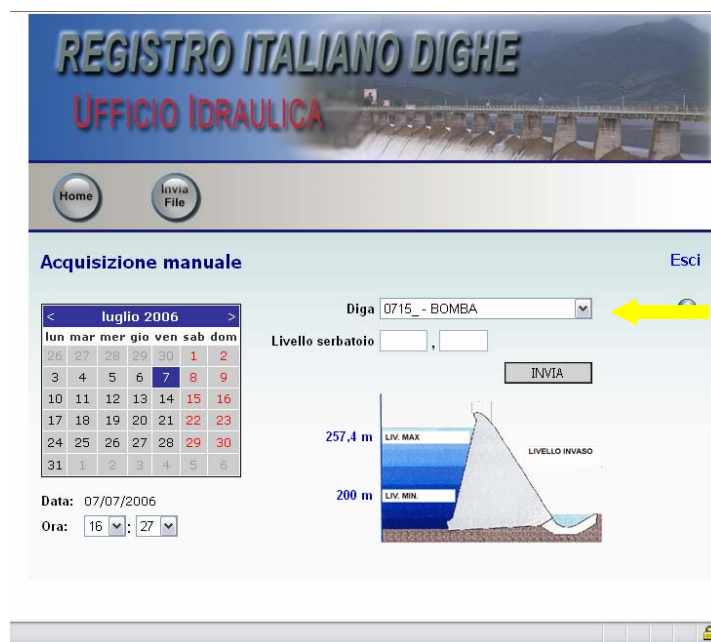 REGISTRO ITALIANO DIGHE
UFFICIO IDRAULICA
Home
Invia
File
Acquisizione manuale
Esci
< luglio 2006 >
lun mar mer gio ven sab dom
26 27 28 29 30 1 2
3 4 5 6 7 8 9
10 11 12 13 14 15 16
17 18 19 20 21 22 23
24 25 26 27 28 29 30
31 1 2 3 4 5 6
Data: 07/07/2006
Ora: 16 : 27
Diga 0715_ - BOMBA
Livello serbatoio ,
INVIA
257,4 m LIV. MAX
LIVELLO INVASO
200 m LIV. MIN.